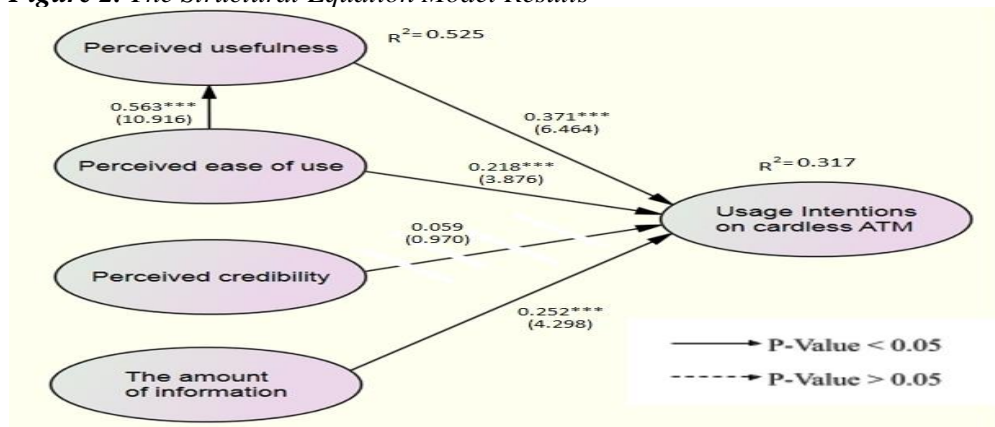 Figure 2. The Structural Equation Model Results
Perceived usefulness
R²=0.525
0.563***
(10.916)
0.371***
(6.464)
Perceived ease of use
0.218***
(3.876)
R²=0.317
Usage Intentions
on cardless ATM
0.059
(0.970)
Perceived credibility
0.252***
(4.298)
P-Value < 0.05
P-Value > 0.05
The amount
of information